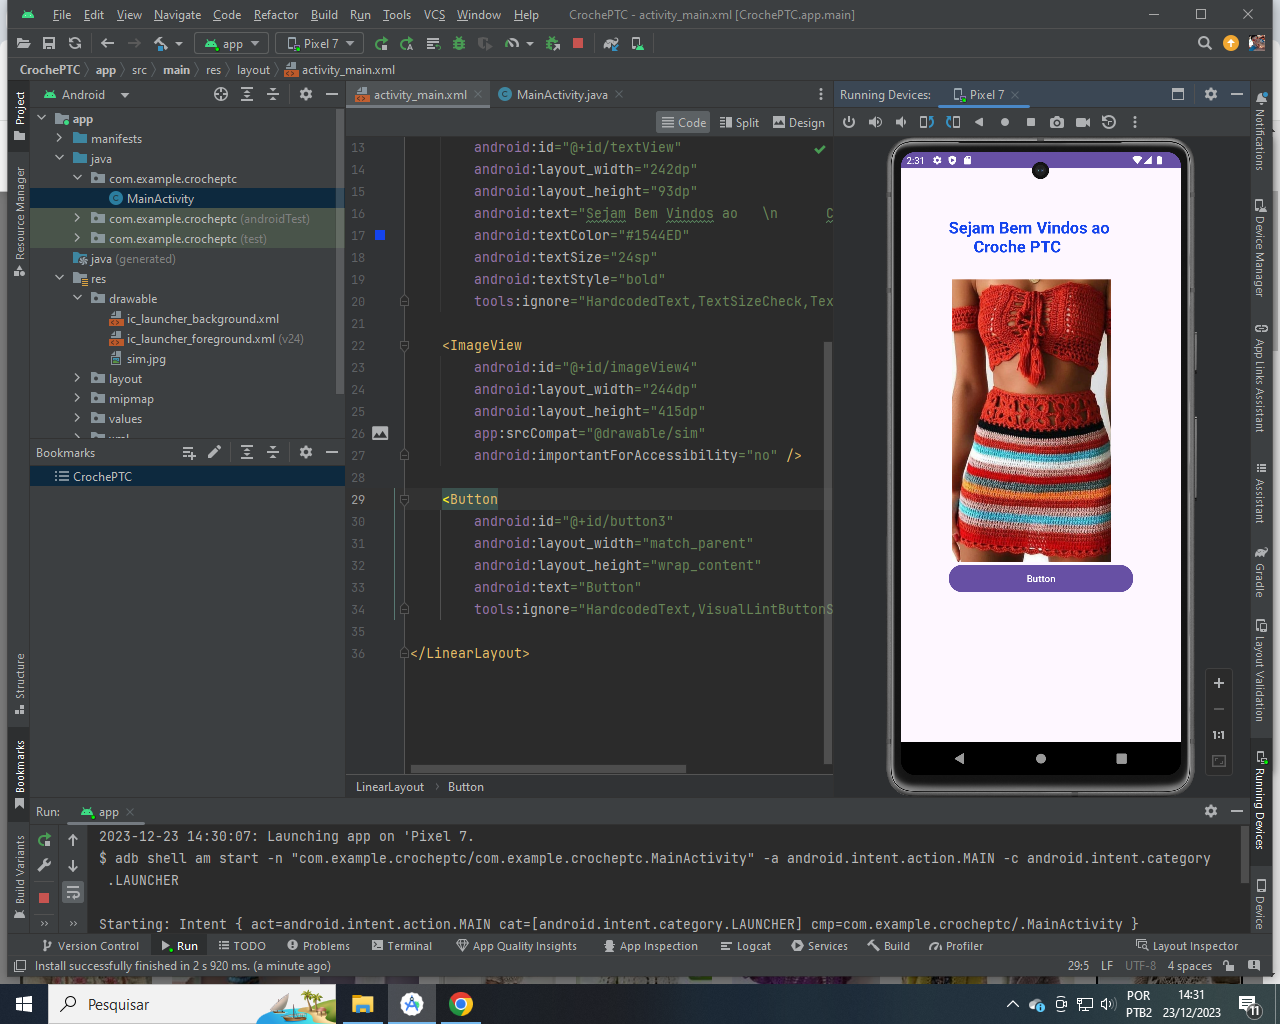 File Edit View Navigate Code Refactor Build Run Tools VCS Window Help CrochePTC - activity_main.xml [CrochePTC.app.main]
app Pixel 7
CrochePTC app src main res layout activity_main.xml
Android
activity_main.xml MainActivity.java
Running Devices: Pixel 7
Code Split Design
Project
Resource Manager
Structure
Bookmarks
Build Variants
app
manifests
java
com.example.crocheptc
MainActivity
com.example.crocheptc (androidTest)
com.example.crocheptc (test)
java (generated)
res
drawable
ic_launcher_background.xml
ic_launcher_foreground.xml (v24)
sim.jpg
layout
mipmap
values
Bookmarks
CrochePTC
13 android:id="@+id/textView"
14 android:layout_width="242dp"
15 android:layout_height="93dp"
16 android:text="Sejam Bem Vindos ao   \n      C
17 android:textColor="#1544ED"
18 android:textSize="24sp"
19 android:textStyle="bold"
20 tools:ignore="HardcodedText,TextSizeCheck,Tex
21
22 <ImageView
23 android:id="@+id/imageView4"
24 android:layout_width="244dp"
25 android:layout_height="415dp"
26 app:srcCompat="@drawable/sim"
27 android:importantForAccessibility="no" />
28
29 <Button
30 android:id="@+id/button3"
31 android:layout_width="match_parent"
32 android:layout_height="wrap_content"
33 android:text="Button"
34 tools:ignore="HardcodedText,VisualLintButtonS
35
36 </LinearLayout>
LinearLayout Button
2:31
Sejam Bem Vindos ao
Croche PTC
Button
1:1
Notifications
Device Manager
App Links Assistant
Assistant
Gradle
Layout Validation
Running Devices
Device
Run: app
2023-12-23 14:30:07: Launching app on 'Pixel 7.
$ adb shell am start -n "com.example.crocheptc/com.example.crocheptc.MainActivity" -a android.intent.action.MAIN -c android.intent.category
.LAUNCHER
Starting: Intent { act=android.intent.action.MAIN cat=[android.intent.category.LAUNCHER] cmp=com.example.crocheptc/.MainActivity }
Version Control Run TODO Problems Terminal App Quality Insights App Inspection Logcat Services Build Profiler Layout Inspector
Install successfully finished in 2 s 920 ms. (a minute ago) 29:5 LF UTF-8 4 spaces
Pesquisar
POR
PTB2
14:31
23/12/2023
11